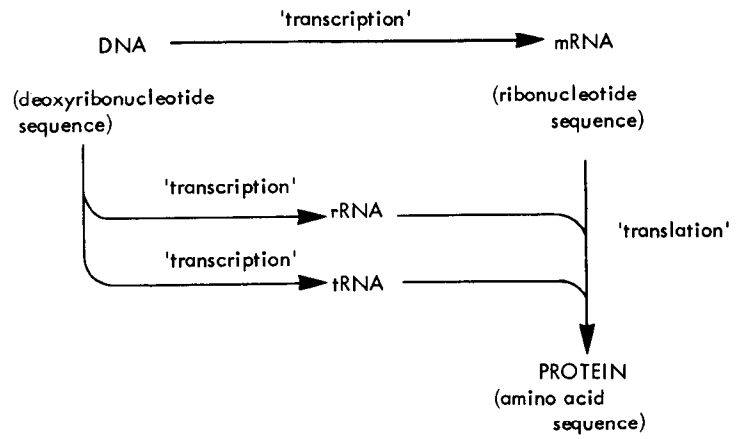 'transcription'
DNA
mRNA
(deoxyribonucleotide
sequence)
(ribonucleotide
sequence)
'transcription'
rRNA
'translation'
'transcription'
tRNA
PROTEIN
(amino acid
sequence)